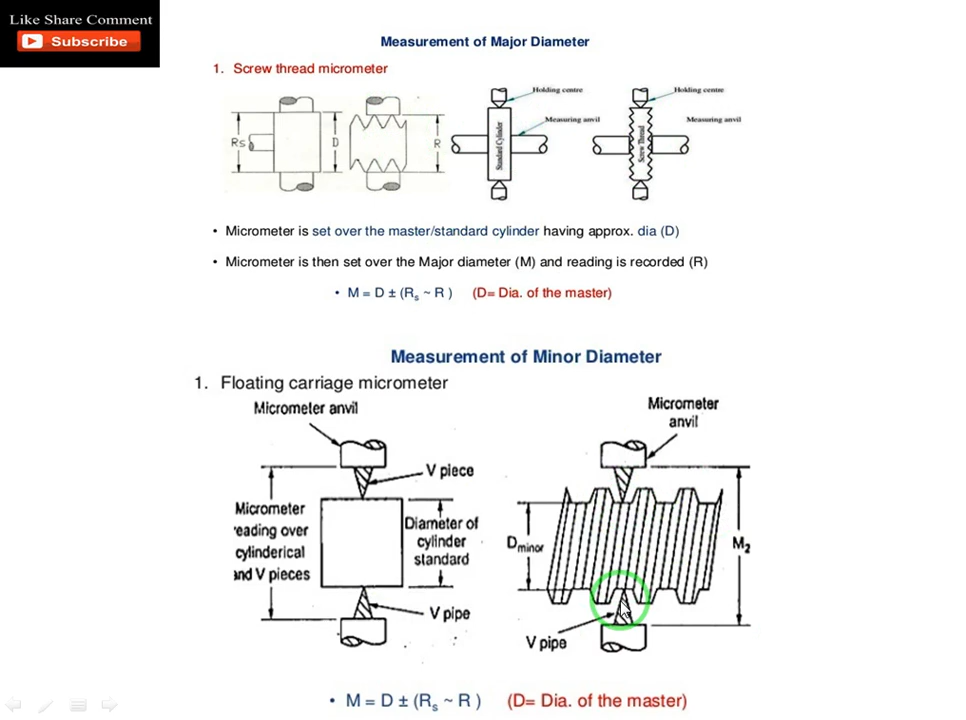 Like Share Comment
Subscribe
Measurement of Major Diameter
1. Screw thread micrometer
Holding centre
Measuring anvil
Standard Cylinder
Holding centre
Measuring anvil
Screw Thread
Rs
D
R
• Micrometer is set over the master/standard cylinder having approx. dia (D)
• Micrometer is then set over the Major diameter (M) and reading is recorded (R)
• M = D ± (Rs ~ R ) (D= Dia. of the master)
Measurement of Minor Diameter
1. Floating carriage micrometer
Micrometer anvil
V piece
Micrometer
reading over
cylinderical
and V pieces
Diameter of
cylinder
standard
V pipe
Micrometer
anvil
Dminor
M2
V pipe
• M = D ± (Rs ~ R ) (D= Dia. of the master)